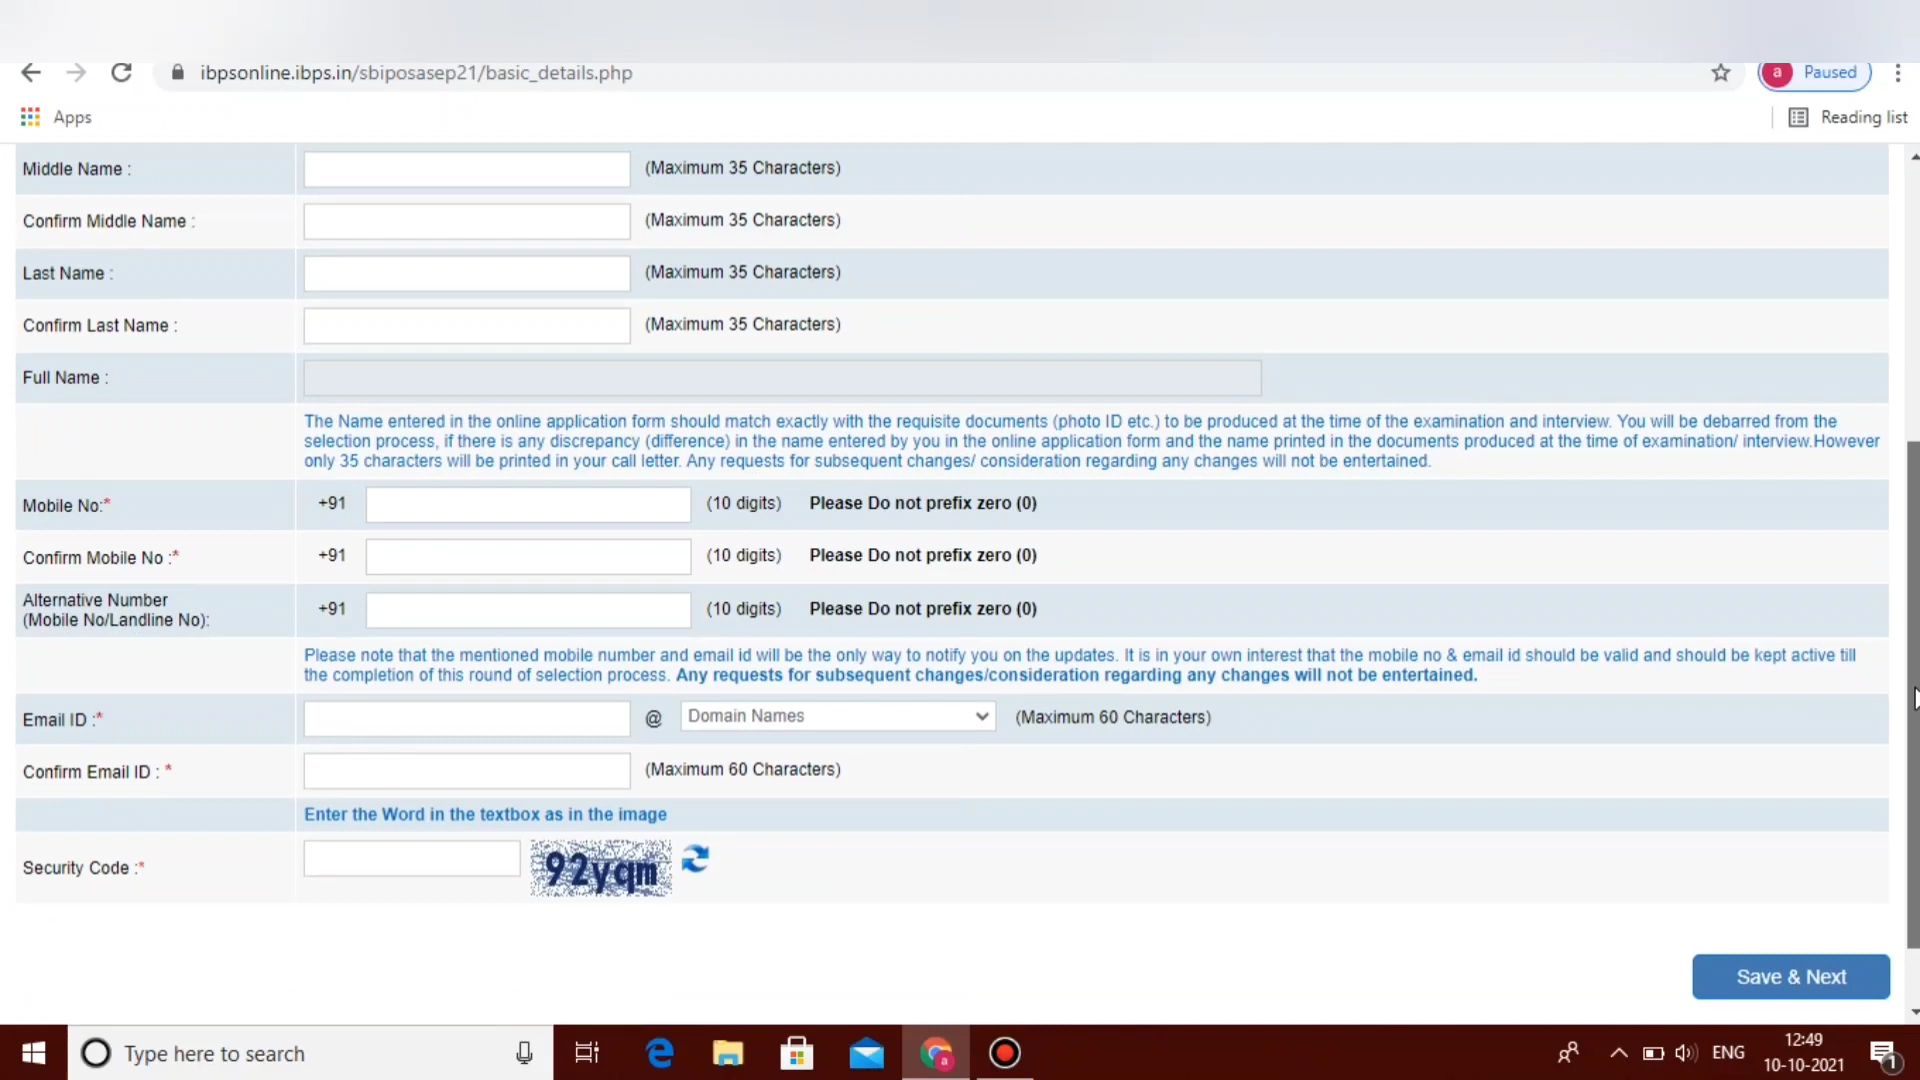 ibpsonline.ibps.in/sbiposasep21/basic_details.php
a Paused
Apps
Reading list
Middle Name : (Maximum 35 Characters)
Confirm Middle Name : (Maximum 35 Characters)
Last Name : (Maximum 35 Characters)
Confirm Last Name : (Maximum 35 Characters)
Full Name :
The Name entered in the online application form should match exactly with the requisite documents (photo ID etc.) to be produced at the time of the examination and interview. You will be debarred from the
selection process, if there is any discrepancy (difference) in the name entered by you in the online application form and the name printed in the documents produced at the time of examination/ interview.However
only 35 characters will be printed in your call letter. Any requests for subsequent changes/ consideration regarding any changes will not be entertained.
Mobile No:* +91 (10 digits) Please Do not prefix zero (0)
Confirm Mobile No :* +91 (10 digits) Please Do not prefix zero (0)
Alternative Number
(Mobile No/Landline No): +91 (10 digits) Please Do not prefix zero (0)
Please note that the mentioned mobile number and email id will be the only way to notify you on the updates. It is in your own interest that the mobile no & email id should be valid and should be kept active till
the completion of this round of selection process. Any requests for subsequent changes/consideration regarding any changes will not be entertained.
Email ID :* @ Domain Names (Maximum 60 Characters)
Confirm Email ID : * (Maximum 60 Characters)
Enter the Word in the textbox as in the image
Security Code :* 92yqm
Save & Next
Type here to search
a
ENG
12:49
10-10-2021
1